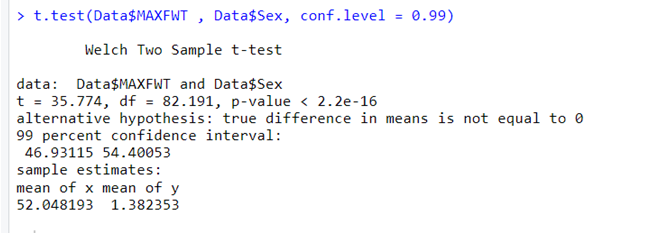 > t.test(Data$MAXFWT , Data$Sex, conf.level = 0.99)
Welch Two Sample t-test
data:  Data$MAXFWT and Data$Sex
t = 35.774, df = 82.191, p-value < 2.2e-16
alternative hypothesis: true difference in means is not equal to 0
99 percent confidence interval:
46.93115 54.40053
sample estimates:
mean of x mean of y
52.048193  1.382353